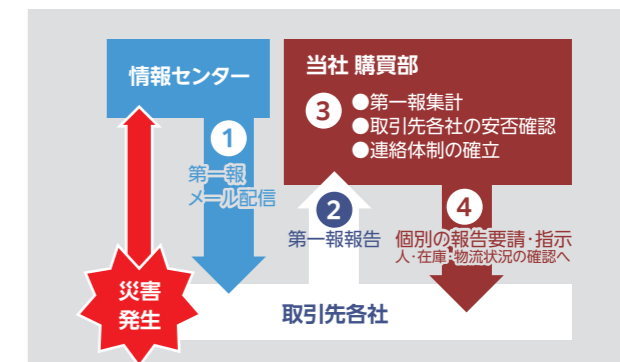 情報センター
当社 購買部
3
●第一報集計
●取引先各社の安否確認
●連絡体制の確立
1
第一報
メール配信
2
第一報報告
4
個別の報告要請・指示
人・在庫・物流状況の確認へ
災害
発生
取引先各社